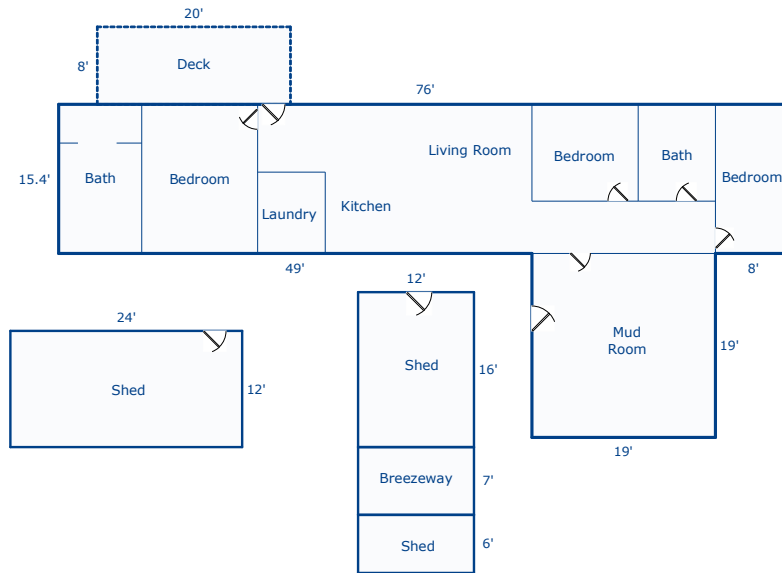 20'
8'
Deck
76'
15.4'
Bath
Bedroom
Laundry
Kitchen
Living Room
Bedroom
Bath
Bedroom
49'
8'
12'
24'
Shed
12'
Shed
16'
Mud
Room
19'
19'
Breezeway
7'
Shed
6'